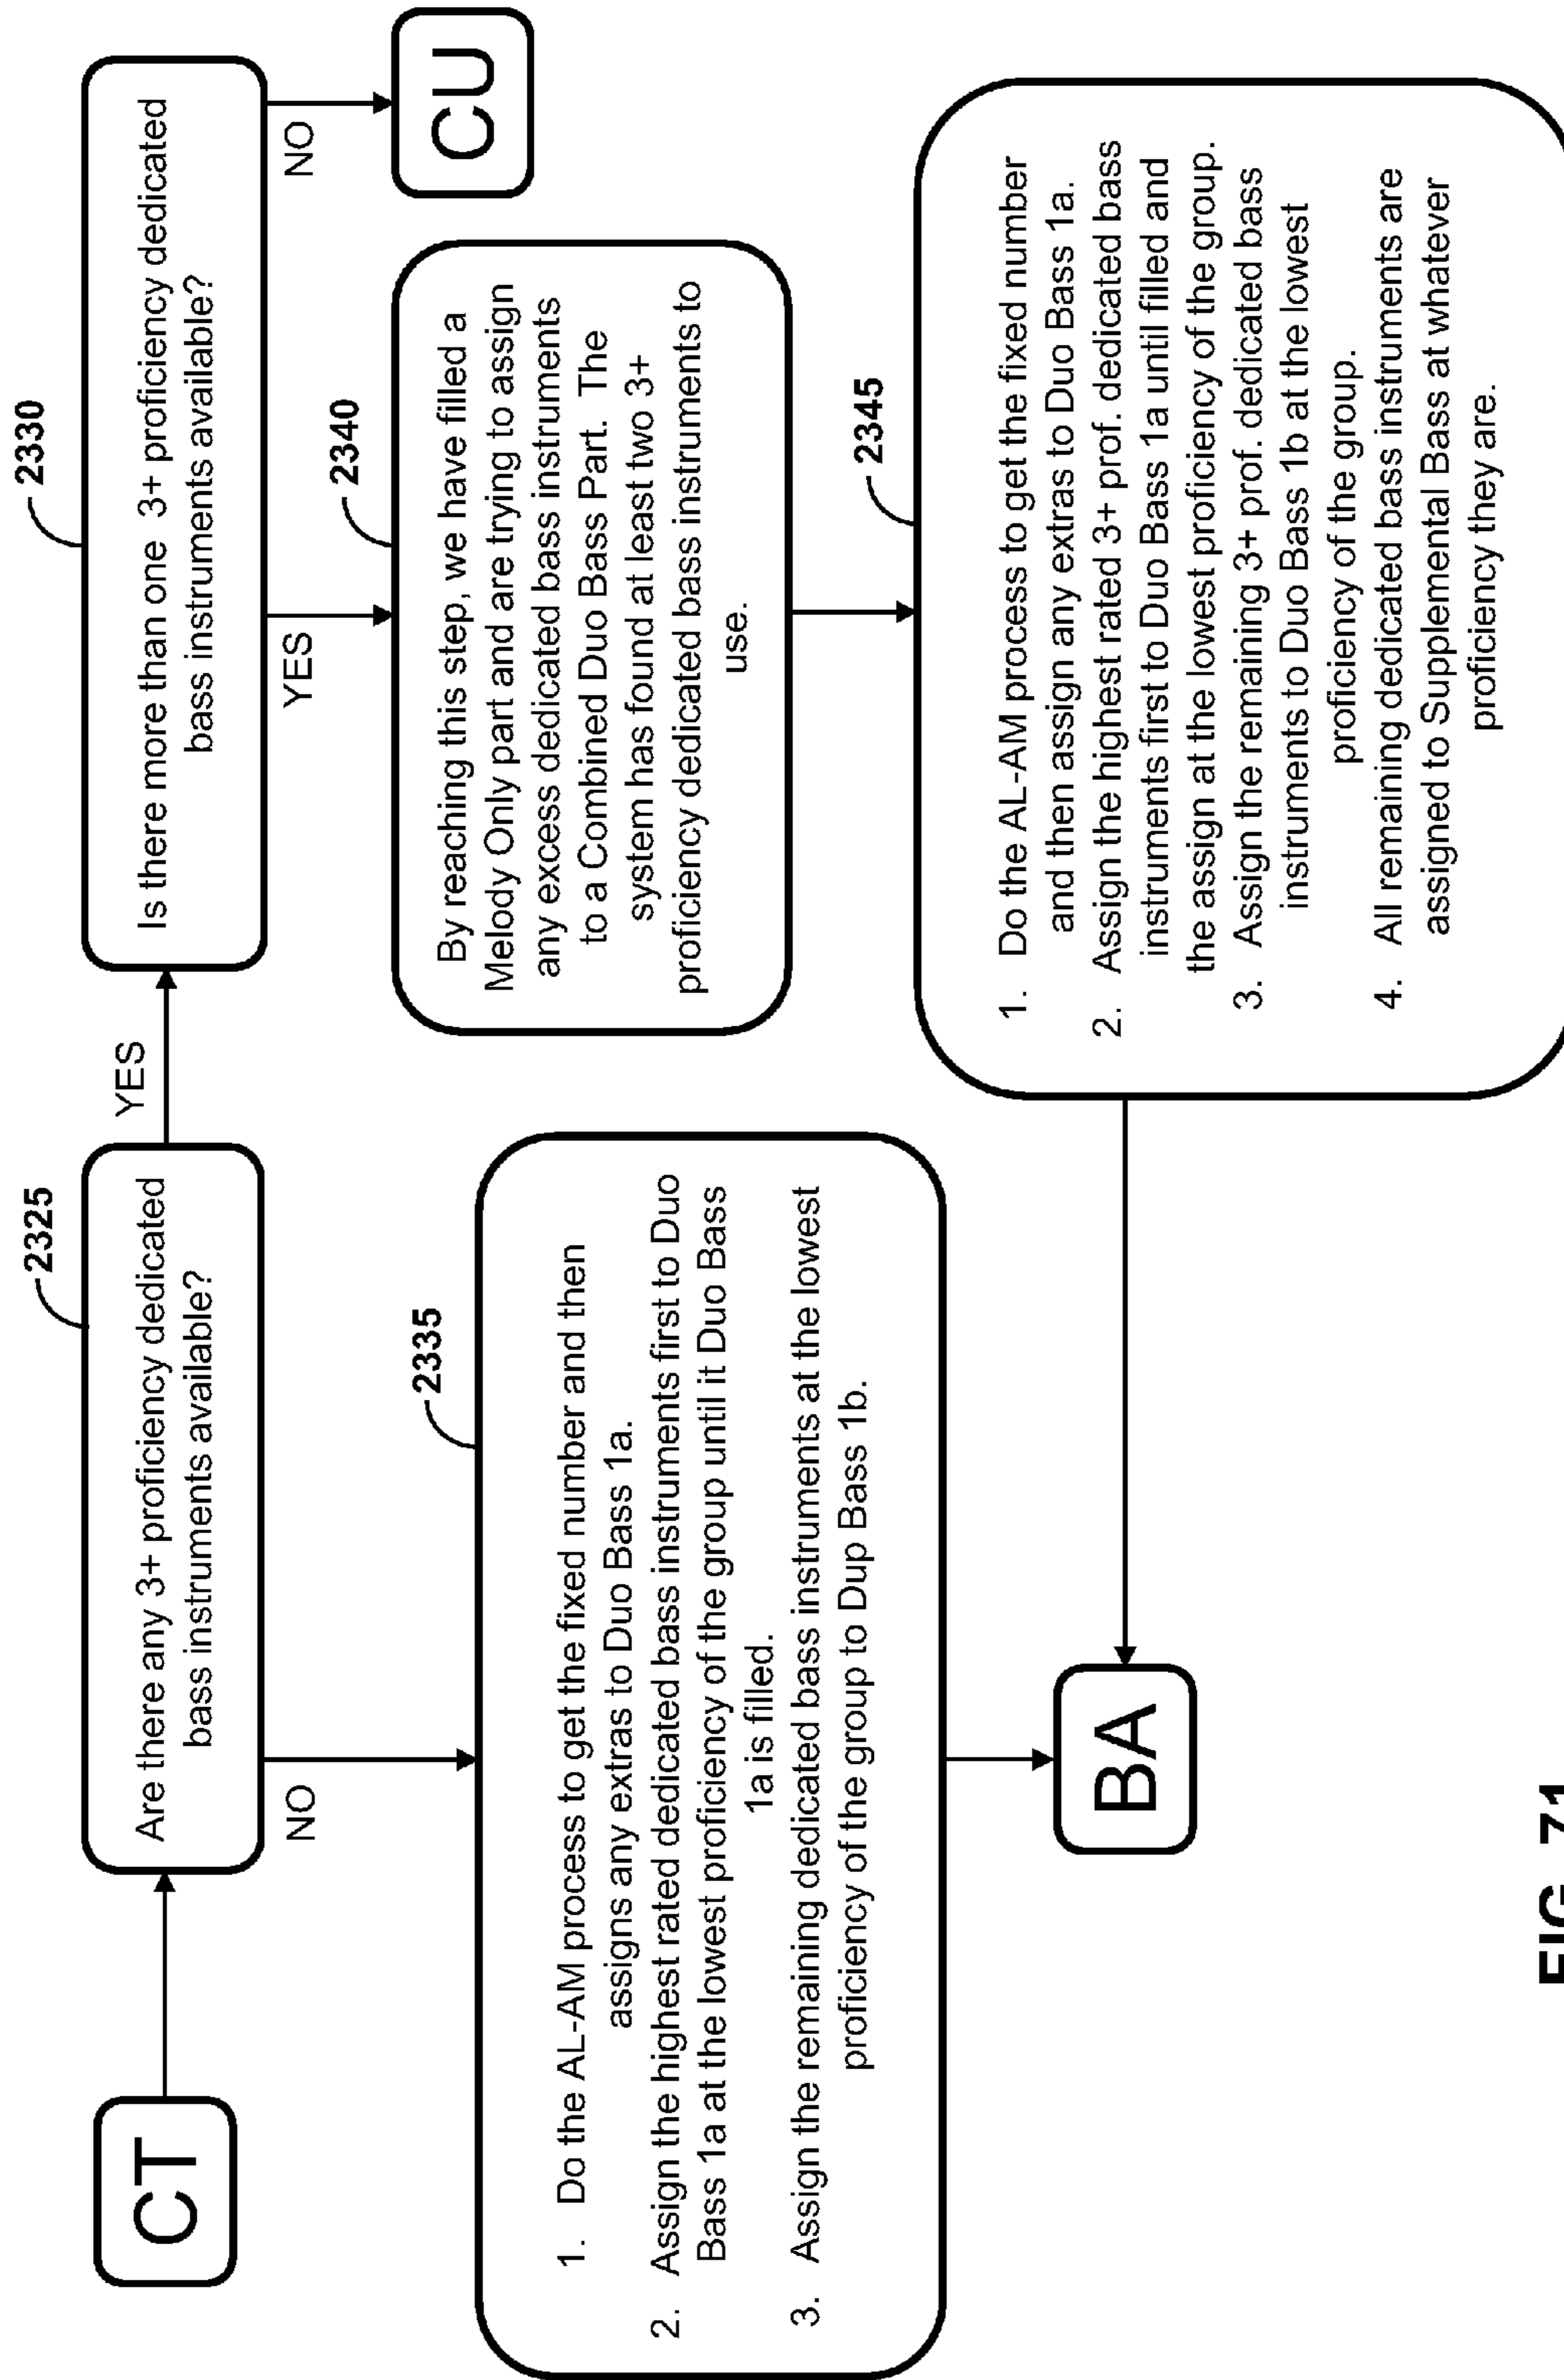 CT
2325
Are there any 3+ proficiency dedicated
bass instruments available?
YES
NO
2330
Is there more than one 3+ proficiency dedicated
bass instruments available?
NO
CU
YES
2335
1. Do the AL-AM process to get the fixed number and then
assigns any extras to Duo Bass 1a.
2. Assign the highest rated dedicated bass instruments first to Duo
Bass 1a at the lowest proficiency of the group until it Duo Bass
1a is filled.
3. Assign the remaining dedicated bass instruments at the lowest
proficiency of the group to Dup Bass 1b.
2340
By reaching this step, we have filled a
Melody Only part and are trying to assign
any excess dedicated bass instruments
to a Combined Duo Bass Part. The
system has found at least two 3+
proficiency dedicated bass instruments to
use.
2345
1. Do the AL-AM process to get the fixed number
and then assign any extras to Duo Bass 1a.
2. Assign the highest rated 3+ prof. dedicated bass
instruments first to Duo Bass 1a until filled and
the assign at the lowest proficiency of the group.
3. Assign the remaining 3+ prof. dedicated bass
instruments to Duo Bass 1b at the lowest
proficiency of the group.
4. All remaining dedicated bass instruments are
assigned to Supplemental Bass at whatever
proficiency they are.
BA
FIG. 71